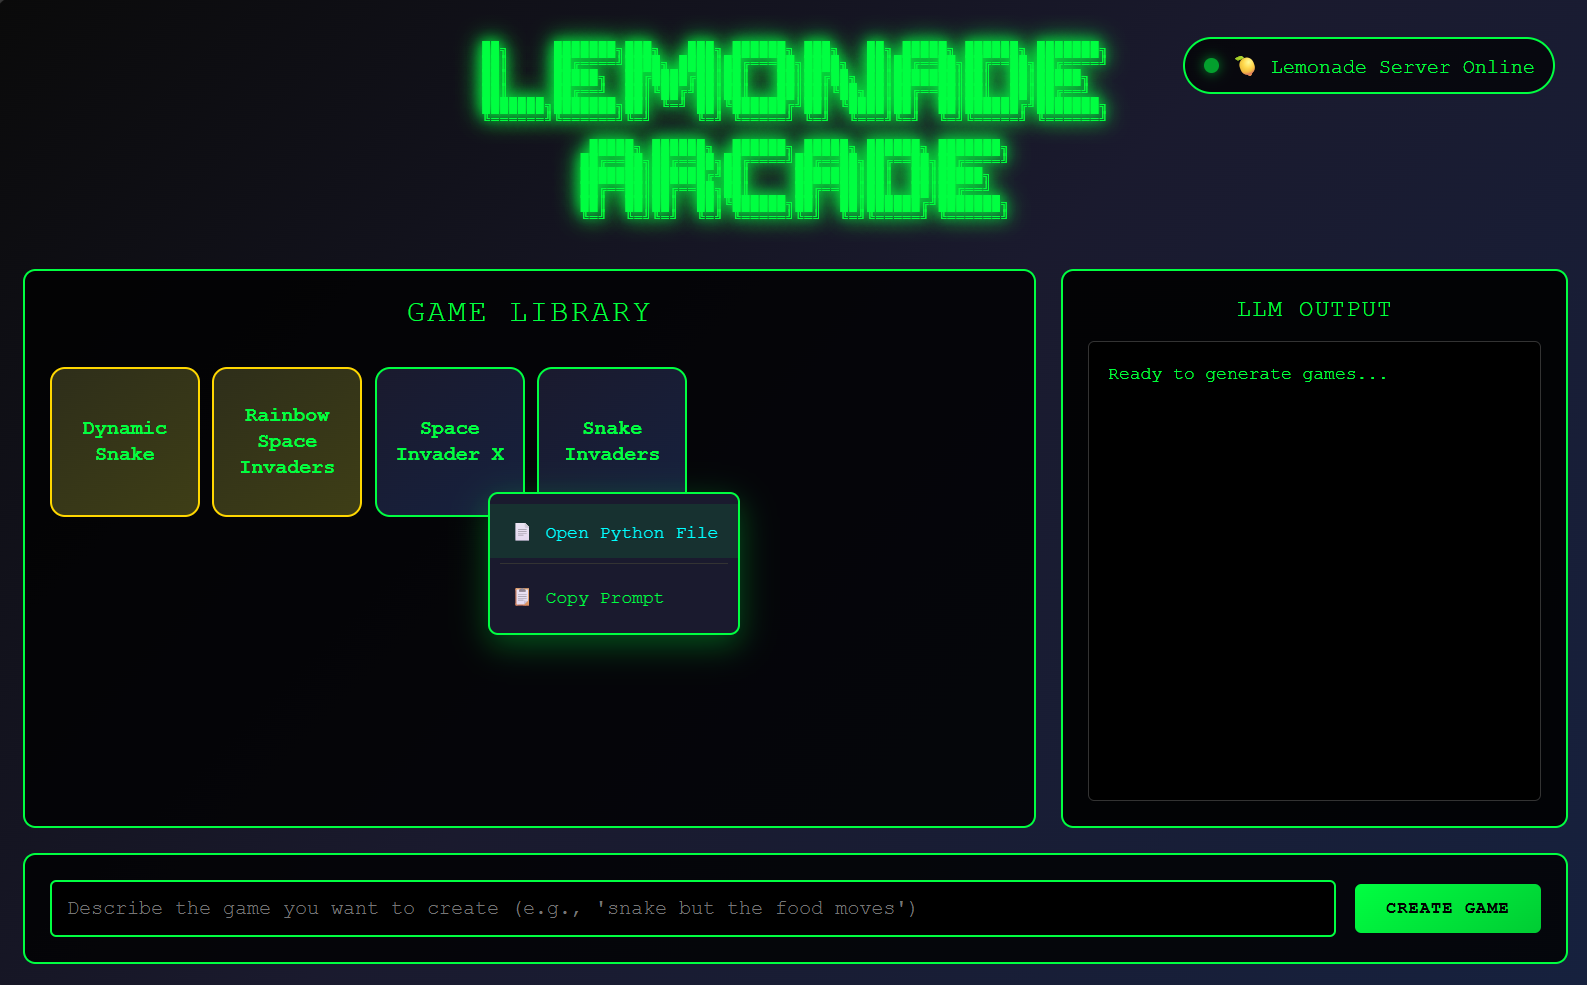 LEMONADE
ARCADE
Lemonade Server Online
GAME LIBRARY
Dynamic
Snake
Rainbow
Space
Invaders
Space
Invader X
Snake
Invaders
Open Python File
Copy Prompt
LLM OUTPUT
Ready to generate games...
Describe the game you want to create (e.g., 'snake but the food moves')
CREATE GAME